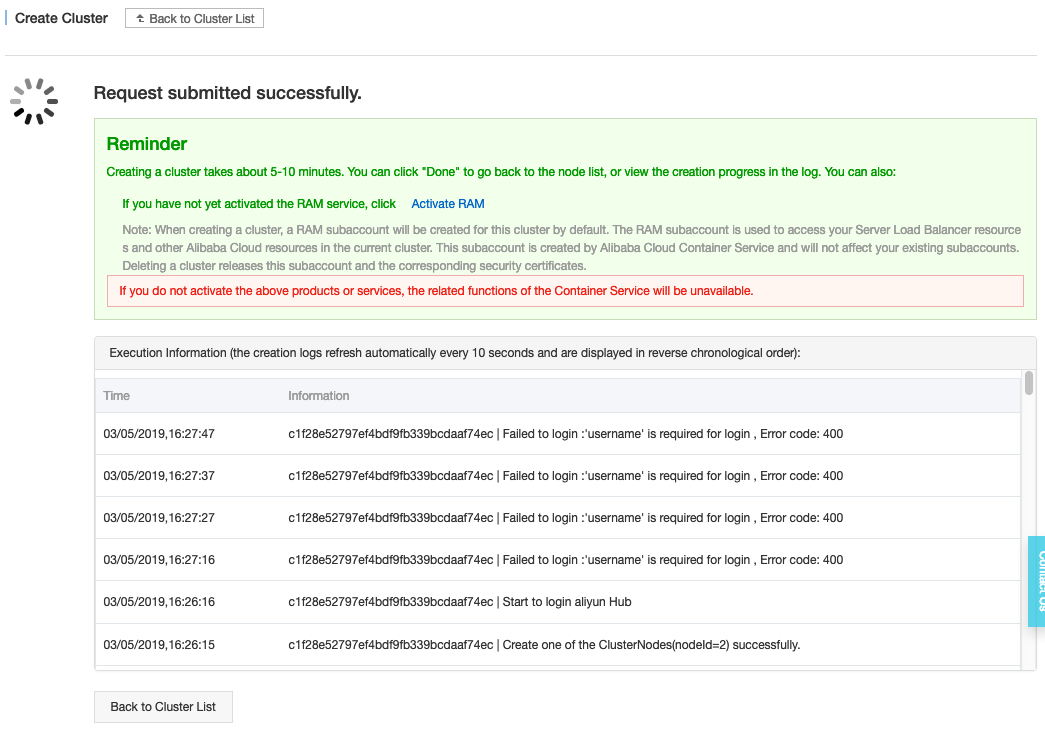 Create Cluster
Back to Cluster List
Request submitted successfully.
Reminder
Creating a cluster takes about 5-10 minutes. You can click "Done" to go back to the node list, or view the creation progress in the log. You can also:
If you have not yet activated the RAM service, click Activate RAM
Note: When creating a cluster, a RAM subaccount will be created for this cluster by default. The RAM subaccount is used to access your Server Load Balancer resource
s and other Alibaba Cloud resources in the current cluster. This subaccount is created by Alibaba Cloud Container Service and will not affect your existing subaccounts.
Deleting a cluster releases this subaccount and the corresponding security certificates.
If you do not activate the above products or services, the related functions of the Container Service will be unavailable.
Execution Information (the creation logs refresh automatically every 10 seconds and are displayed in reverse chronological order):
Time Information
03/05/2019,16:27:47 c1f28e52797ef4bdf9fb339bcdaaf74ec | Failed to login :'username' is required for login , Error code: 400
03/05/2019,16:27:37 c1f28e52797ef4bdf9fb339bcdaaf74ec | Failed to login :'username' is required for login , Error code: 400
03/05/2019,16:27:27 c1f28e52797ef4bdf9fb339bcdaaf74ec | Failed to login :'username' is required for login , Error code: 400
03/05/2019,16:27:16 c1f28e52797ef4bdf9fb339bcdaaf74ec | Failed to login :'username' is required for login , Error code: 400
03/05/2019,16:26:16 c1f28e52797ef4bdf9fb339bcdaaf74ec | Start to login aliyun Hub
03/05/2019,16:26:15 c1f28e52797ef4bdf9fb339bcdaaf74ec | Create one of the ClusterNodes(nodeId=2) successfully.
Contact Us
Back to Cluster List